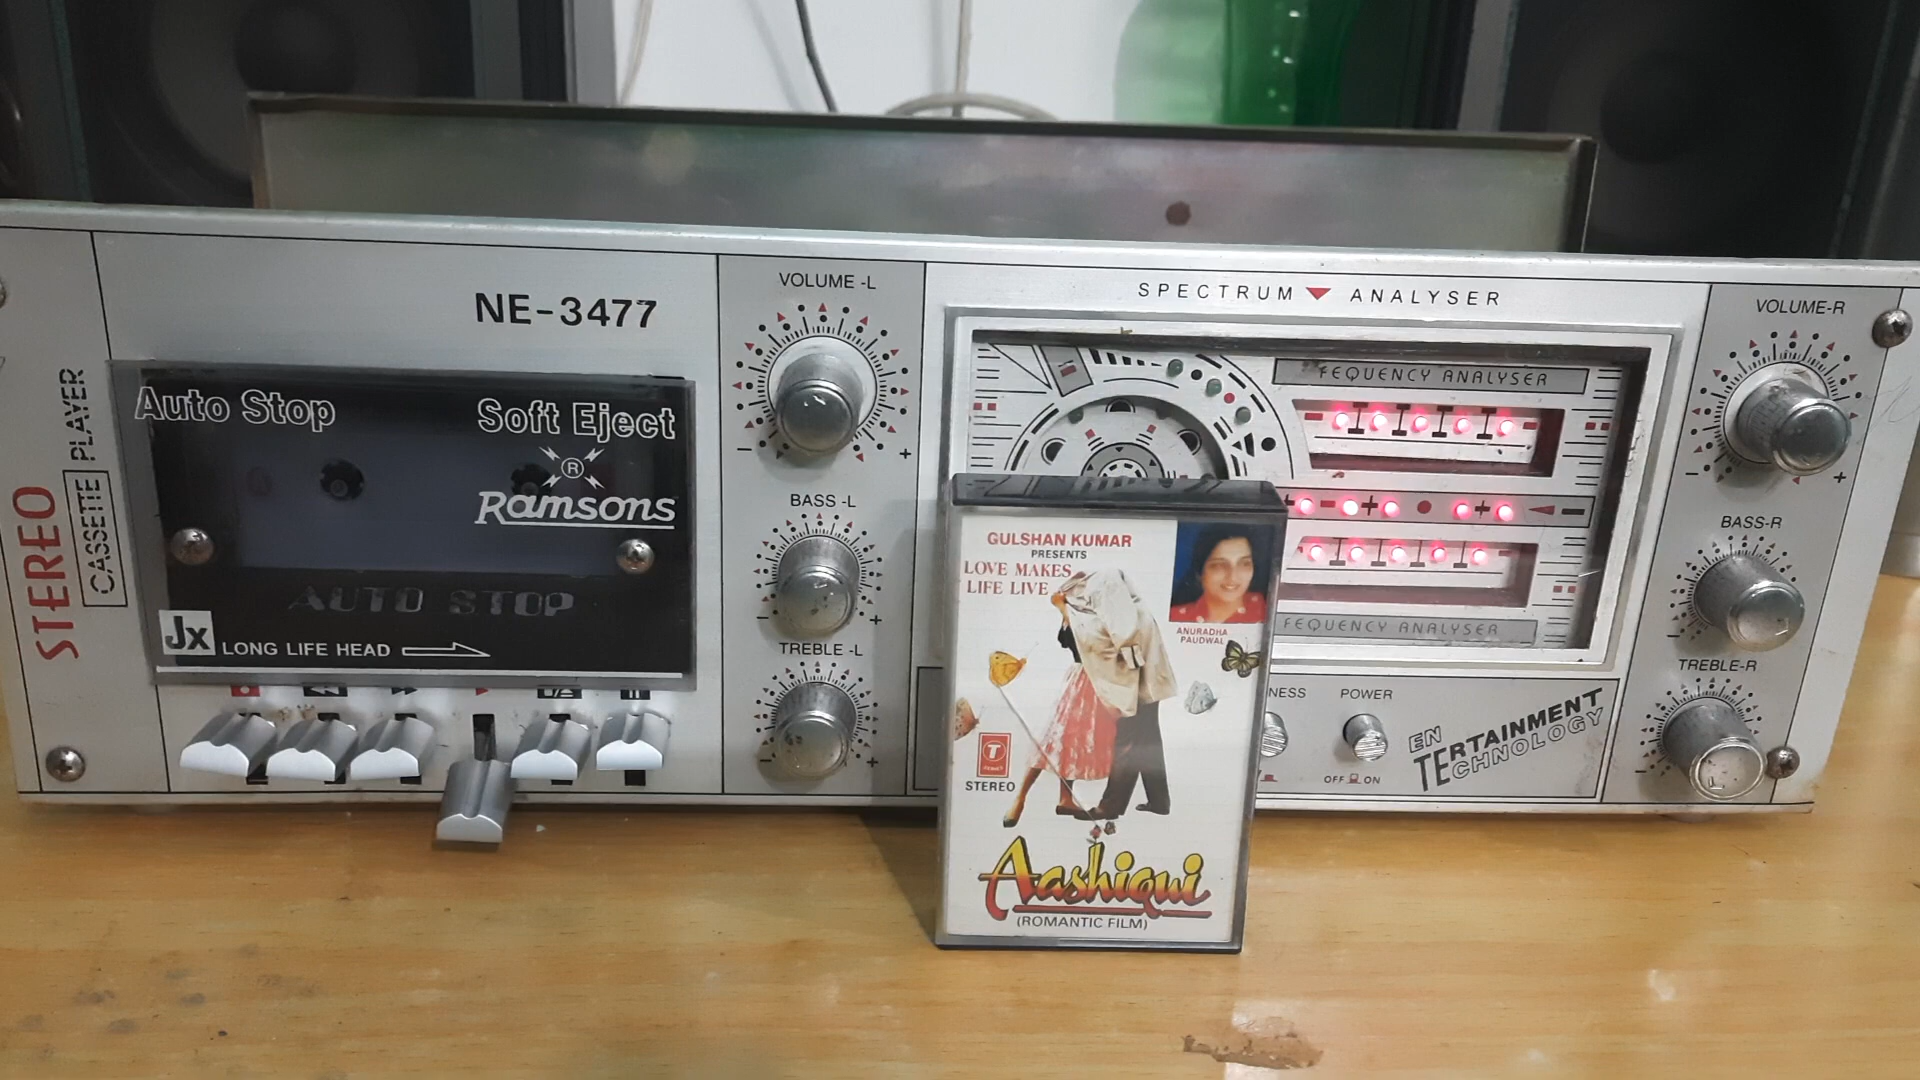 STEREO
CASSETTE PLAYER
NE-3477
Auto Stop
Soft Eject
R
Ramsons
AUTO STOP
Jx
LONG LIFE HEAD
VOLUME -L
+
BASS -L
- +
TREBLE -L
- +
SPECTRUM ANALYSER
FEQUENCY ANALYSER
FEQUENCY ANALYSER
NESS
POWER
OFF ON
ENTERTAINMENT
TECHNOLOGY
VOLUME-R
- +
BASS-R
-
TREBLE-R
-
GULSHAN KUMAR
PRESENTS
LOVE MAKES
LIFE LIVE
ANURADHA
PAUDWAL
T
SERIES
STEREO
Aashiqui
(ROMANTIC FILM)